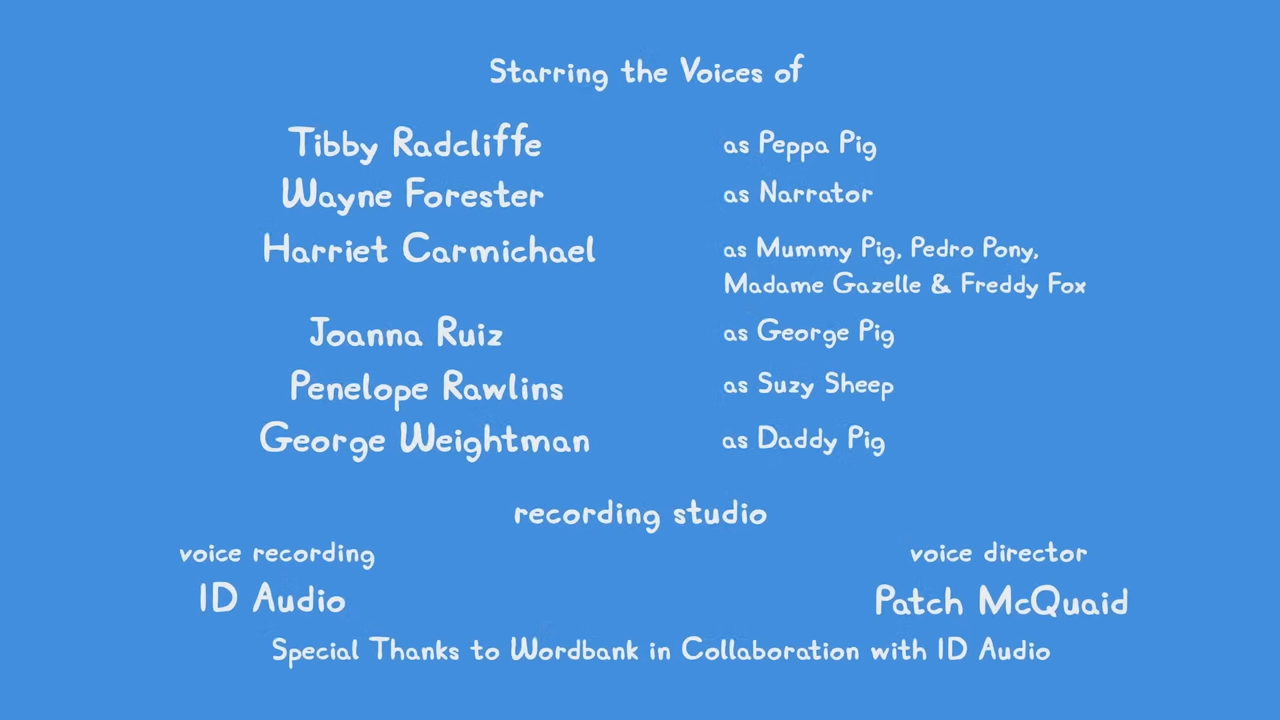 Starring the Voices of
Tibby Radcliffe as Peppa Pig
Wayne Forester as Narrator
Harriet Carmichael as Mummy Pig, Pedro Pony,
Madame Gazelle & Freddy Fox
Joanna Ruiz as George Pig
Penelope Rawlins as Suzy Sheep
George Weightman as Daddy Pig
recording studio
voice recording voice director
ID Audio Patch McQuaid
Special Thanks to Wordbank in Collaboration with ID Audio